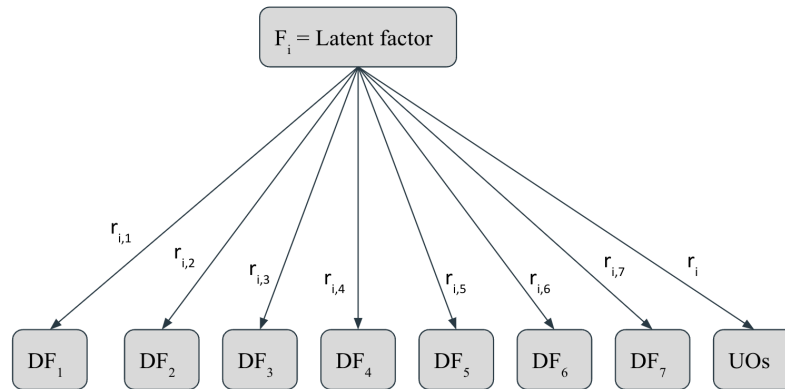 F_i = Latent factor
r_i,1
r_i,2
r_i,3
r_i,4
r_i,5
r_i,6
r_i,7
r_i
DF_1
DF_2
DF_3
DF_4
DF_5
DF_6
DF_7
UOs